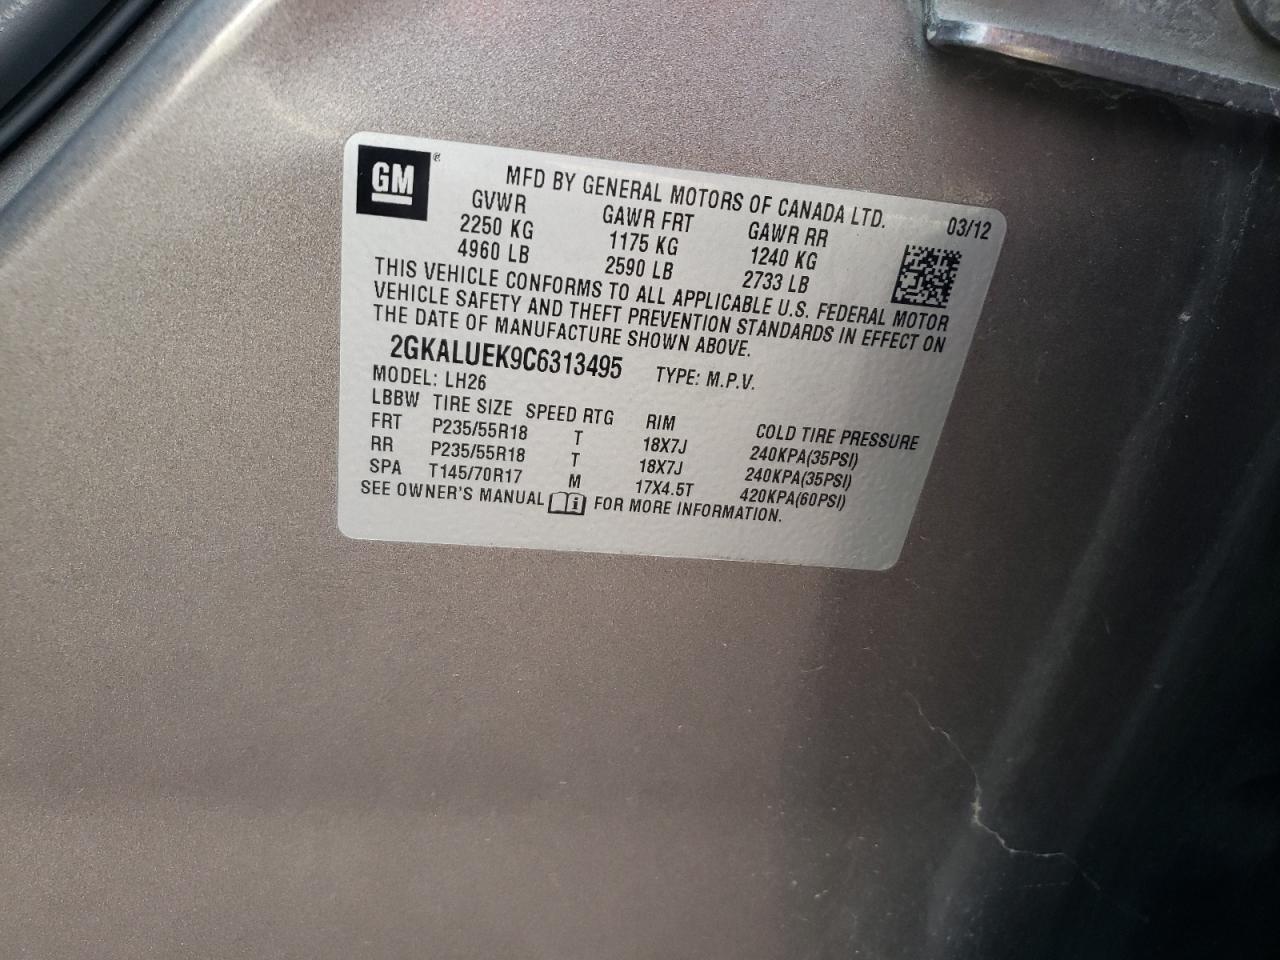 GM® MFD BY GENERAL MOTORS OF CANADA LTD. 03/12
GVWR GAWR FRT GAWR RR
2250 KG 1175 KG 1240 KG
4960 LB 2590 LB 2733 LB
THIS VEHICLE CONFORMS TO ALL APPLICABLE U.S. FEDERAL MOTOR
VEHICLE SAFETY AND THEFT PREVENTION STANDARDS IN EFFECT ON
THE DATE OF MANUFACTURE SHOWN ABOVE.
2GKALUEK9C6313495 TYPE: M.P.V.
MODEL: LH26
LBBW TIRE SIZE SPEED RTG RIM COLD TIRE PRESSURE
FRT P235/55R18 T 18X7J 240KPA(35PSI)
RR P235/55R18 T 18X7J 240KPA(35PSI)
SPA T145/70R17 M 17X4.5T 420KPA(60PSI)
SEE OWNER'S MANUAL i FOR MORE INFORMATION.